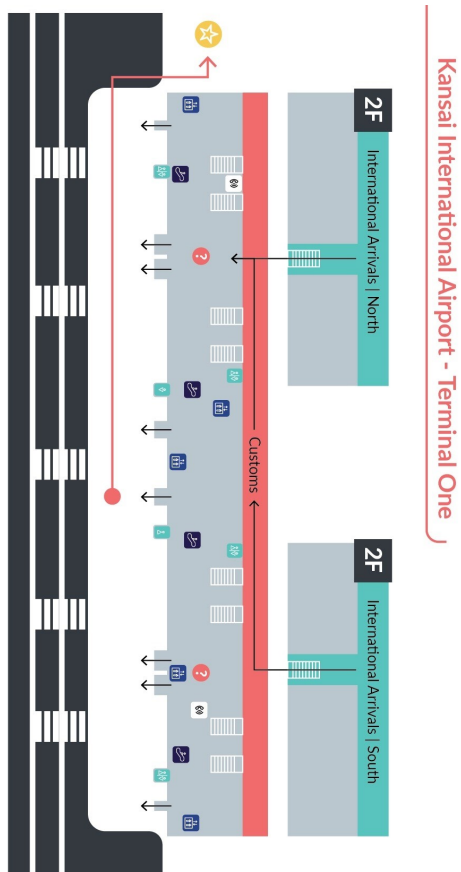 Kansai International Airport - Terminal One
2F
International Arrivals | North
2F
International Arrivals | South
Customs
?
?